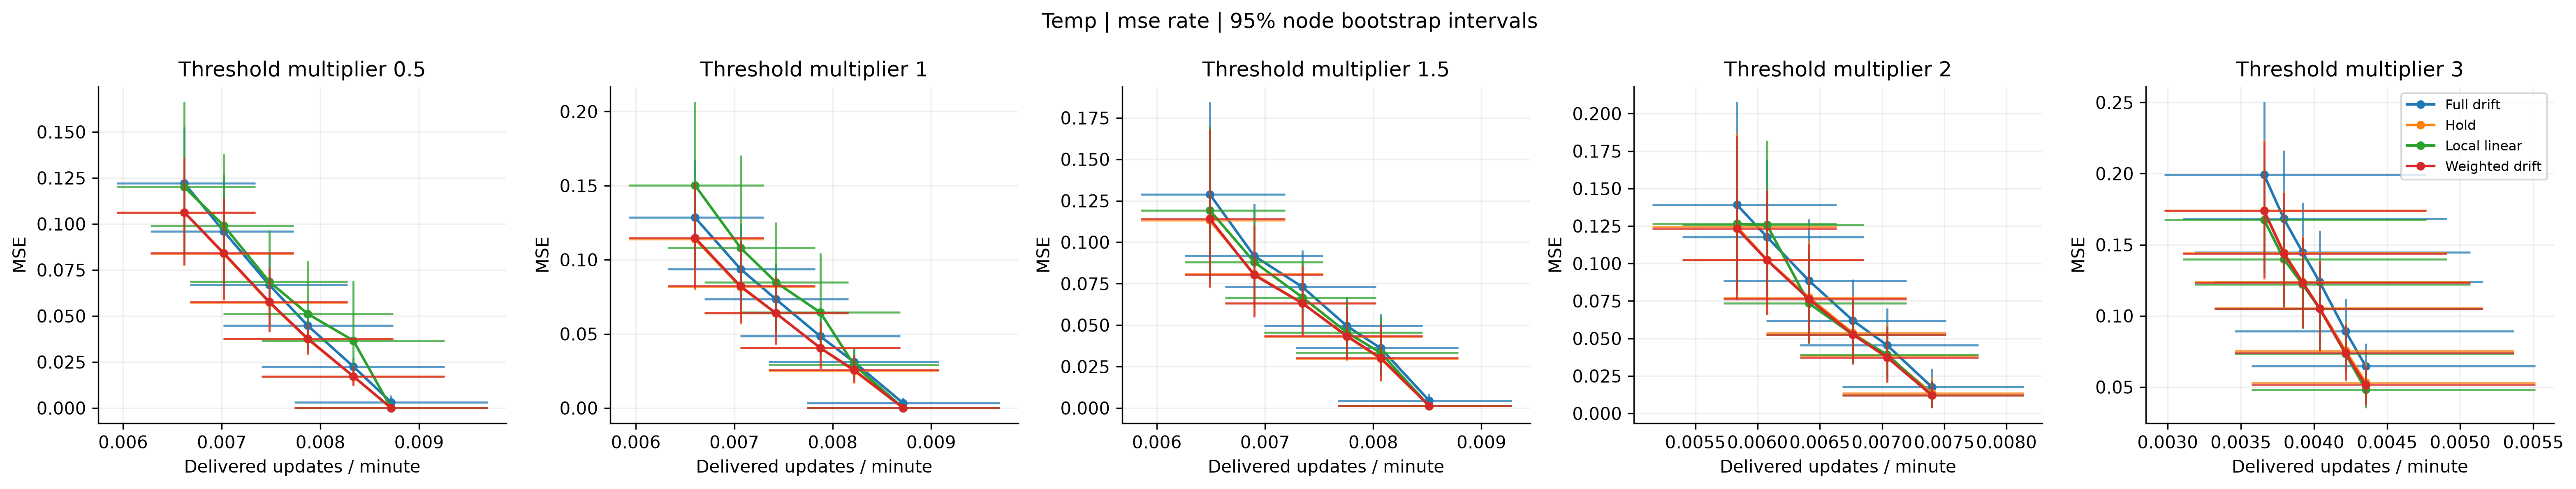 Temp | mse rate | 95% node bootstrap intervals
Threshold multiplier 0.5
MSE
0.150
0.125
0.100
0.075
0.050
0.025
0.000
0.006 0.007 0.008 0.009
Delivered updates / minute
Threshold multiplier 1
MSE
0.20
0.15
0.10
0.05
0.00
0.006 0.007 0.008 0.009
Delivered updates / minute
Threshold multiplier 1.5
MSE
0.175
0.150
0.125
0.100
0.075
0.050
0.025
0.000
0.006 0.007 0.008 0.009
Delivered updates / minute
Threshold multiplier 2
MSE
0.200
0.175
0.150
0.125
0.100
0.075
0.050
0.025
0.000
0.0055 0.0060 0.0065 0.0070 0.0075 0.0080
Delivered updates / minute
Threshold multiplier 3
MSE
0.25
0.20
0.15
0.10
0.05
0.0030 0.0035 0.0040 0.0045 0.0050 0.0055
Delivered updates / minute
Full drift
Hold
Local linear
Weighted drift